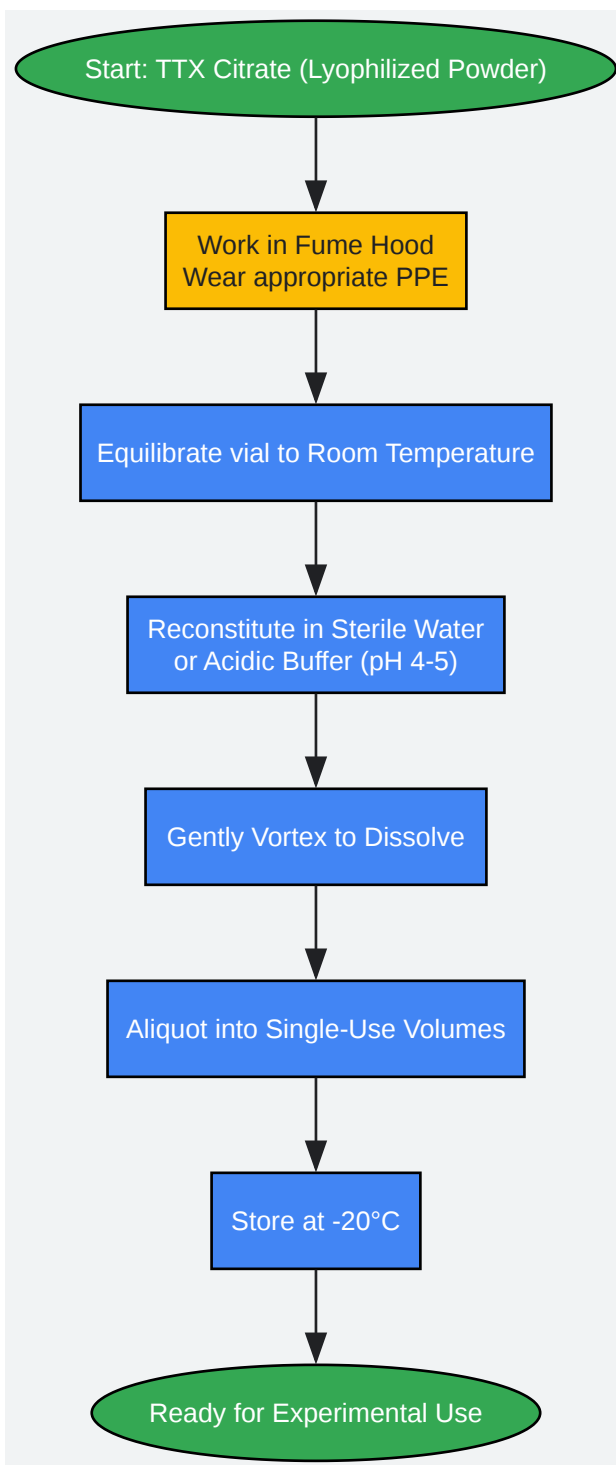 Start: TTX Citrate (Lyophilized Powder)
Work in Fume Hood
Wear appropriate PPE
Equilibrate vial to Room Temperature
Reconstitute in Sterile Water
or Acidic Buffer (pH 4-5)
Gently Vortex to Dissolve
Aliquot into Single-Use Volumes
Store at -20°C
Ready for Experimental Use